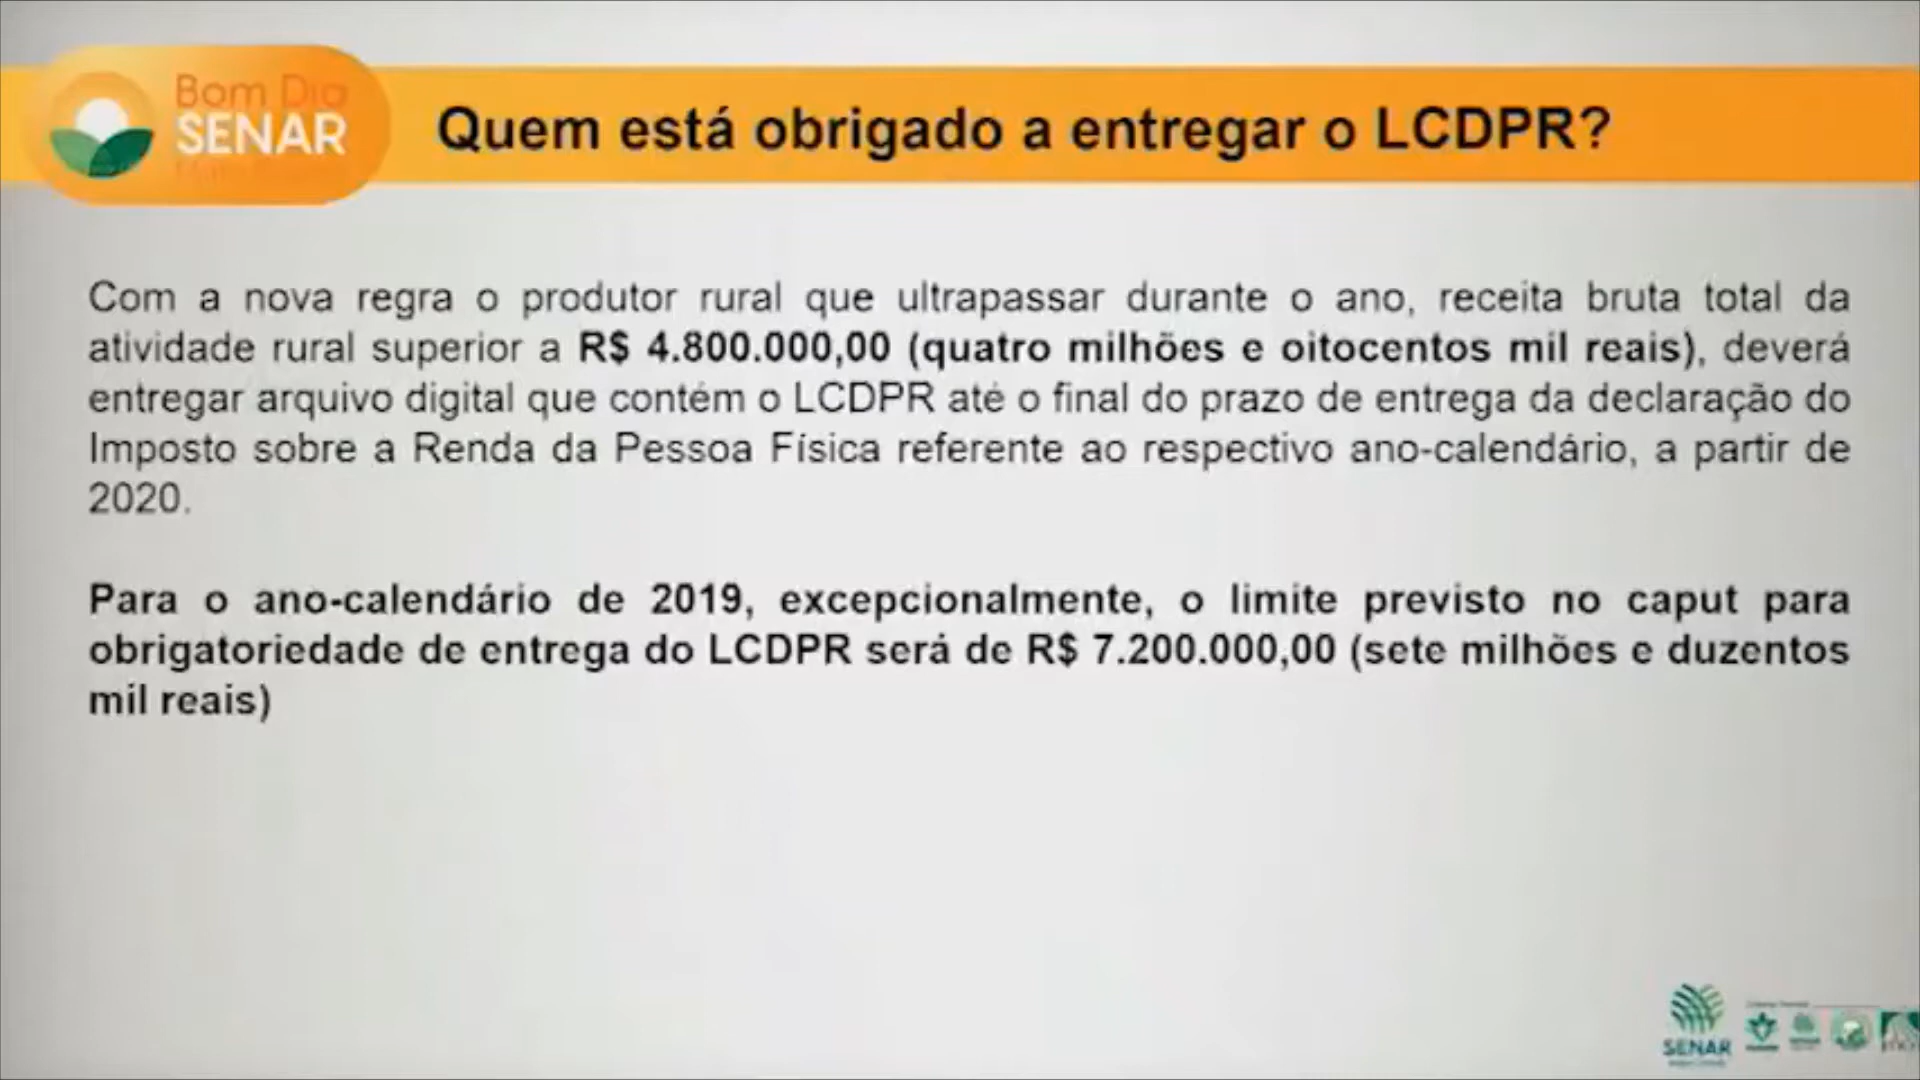 Bom Dia
SENAR
Quem está obrigado a entregar o LCDPR?
Com a nova regra o produtor rural que ultrapassar durante o ano, receita bruta total da
atividade rural superior a R$ 4.800.000,00 (quatro milhões e oitocentos mil reais), deverá
entregar arquivo digital que contém o LCDPR até o final do prazo de entrega da declaração do
Imposto sobre a Renda da Pessoa Física referente ao respectivo ano-calendário, a partir de
2020.
Para o ano-calendário de 2019, excepcionalmente, o limite previsto no caput para
obrigatoriedade de entrega do LCDPR será de R$ 7.200.000,00 (sete milhões e duzentos
mil reais)
SENAR